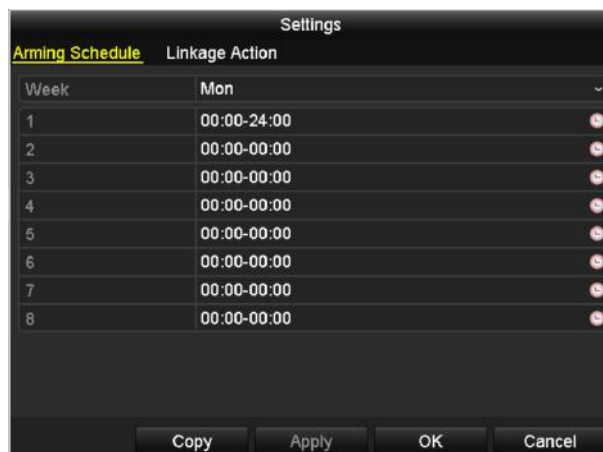 Settings
Arming Schedule Linkage Action
Week Mon
1 00:00-24:00
2 00:00-00:00
3 00:00-00:00
4 00:00-00:00
5 00:00-00:00
6 00:00-00:00
7 00:00-00:00
8 00:00-00:00
Copy Apply OK Cancel